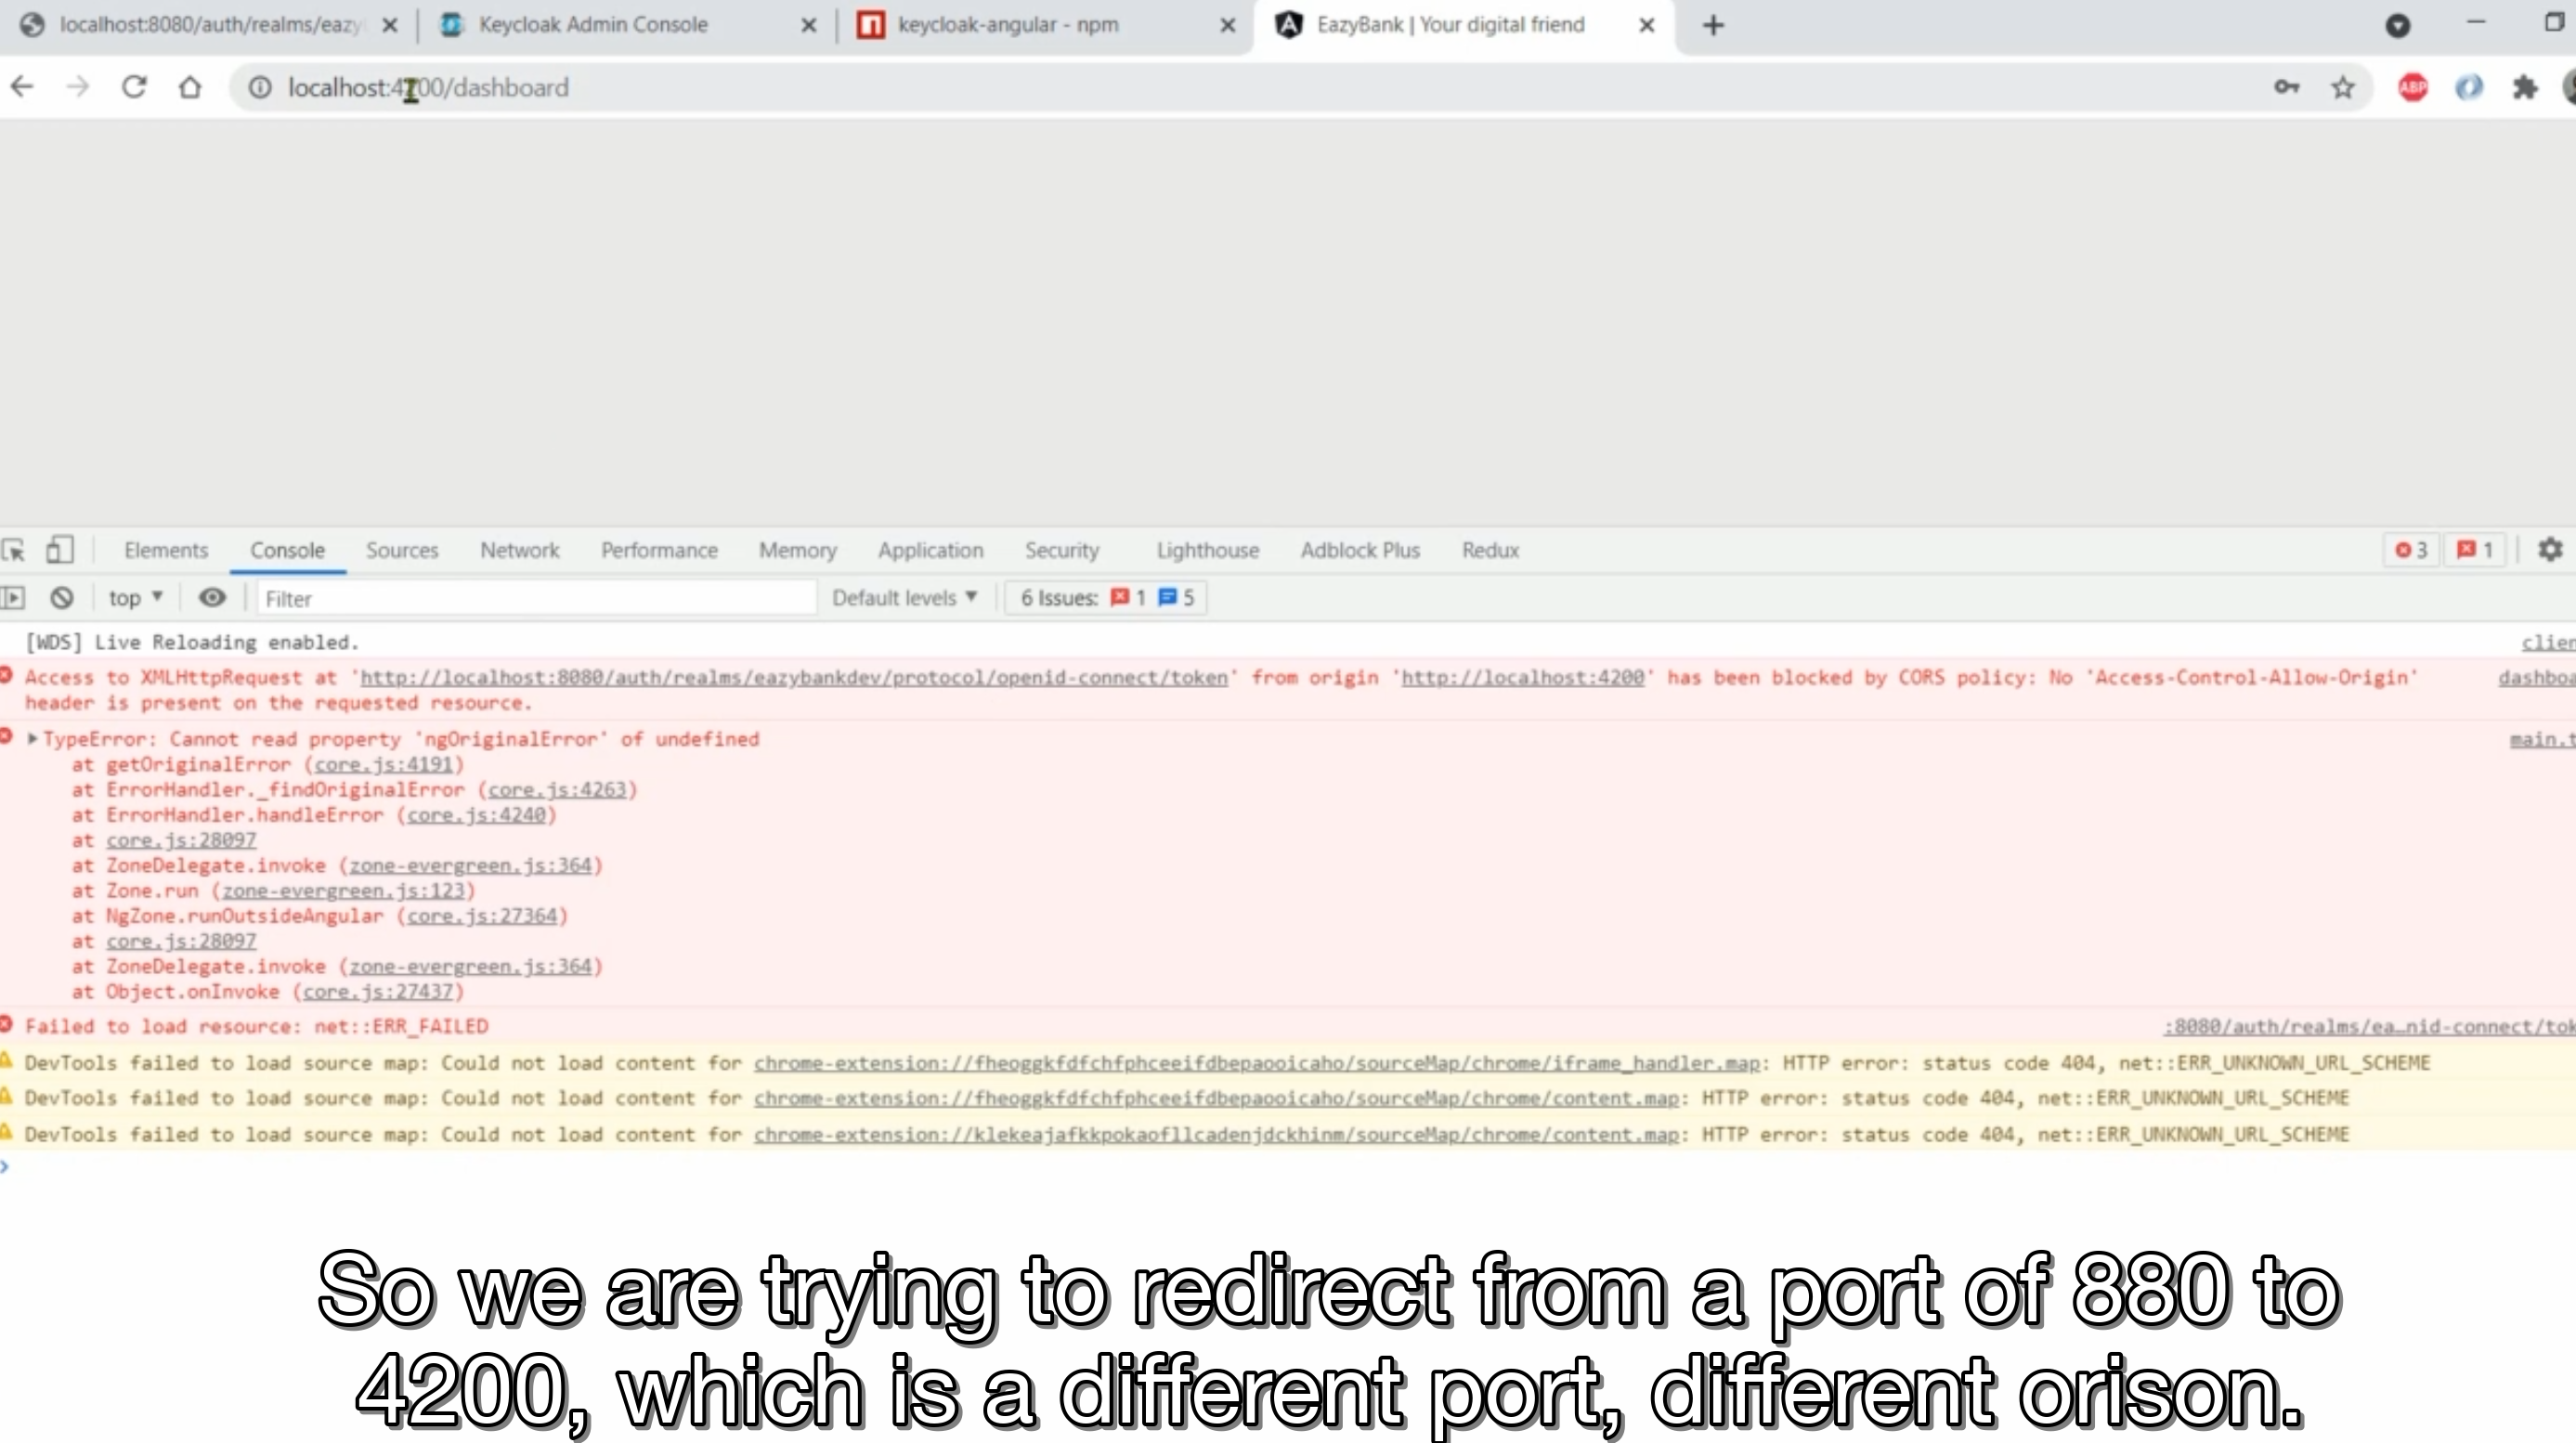 localhost:8080/auth/realms/eazy
Keycloak Admin Console
keycloak-angular - npm
EazyBank | Your digital friend
localhost:4200/dashboard
ABP
Elements Console Sources Network Performance Memory Application Security Lighthouse Adblock Plus Redux 3 1
top Filter Default levels 6 Issues: 1 5
[WDS] Live Reloading enabled. clien
Access to XMLHttpRequest at 'http://localhost:8080/auth/realms/eazybankdev/protocol/openid-connect/token' from origin 'http://localhost:4200' has been blocked by CORS policy: No 'Access-Control-Allow-Origin' dashboa
header is present on the requested resource.
TypeError: Cannot read property 'ngOriginalError' of undefined main.t
at getOriginalError (core.js:4191)
at ErrorHandler._findOriginalError (core.js:4263)
at ErrorHandler.handleError (core.js:4240)
at core.js:28097
at ZoneDelegate.invoke (zone-evergreen.js:364)
at Zone.run (zone-evergreen.js:123)
at NgZone.runOutsideAngular (core.js:27364)
at core.js:28097
at ZoneDelegate.invoke (zone-evergreen.js:364)
at Object.onInvoke (core.js:27437)
Failed to load resource: net::ERR_FAILED :8080/auth/realms/ea…nid-connect/tok
DevTools failed to load source map: Could not load content for chrome-extension://fheoggkfdfchfphceeifdbepaooicaho/sourceMap/chrome/iframe_handler.map: HTTP error: status code 404, net::ERR_UNKNOWN_URL_SCHEME
DevTools failed to load source map: Could not load content for chrome-extension://fheoggkfdfchfphceeifdbepaooicaho/sourceMap/chrome/content.map: HTTP error: status code 404, net::ERR_UNKNOWN_URL_SCHEME
DevTools failed to load source map: Could not load content for chrome-extension://klekeajafkkpokaofllcadenjdckhinm/sourceMap/chrome/content.map: HTTP error: status code 404, net::ERR_UNKNOWN_URL_SCHEME
So we are trying to redirect from a port of 880 to
4200, which is a different port, different orison.